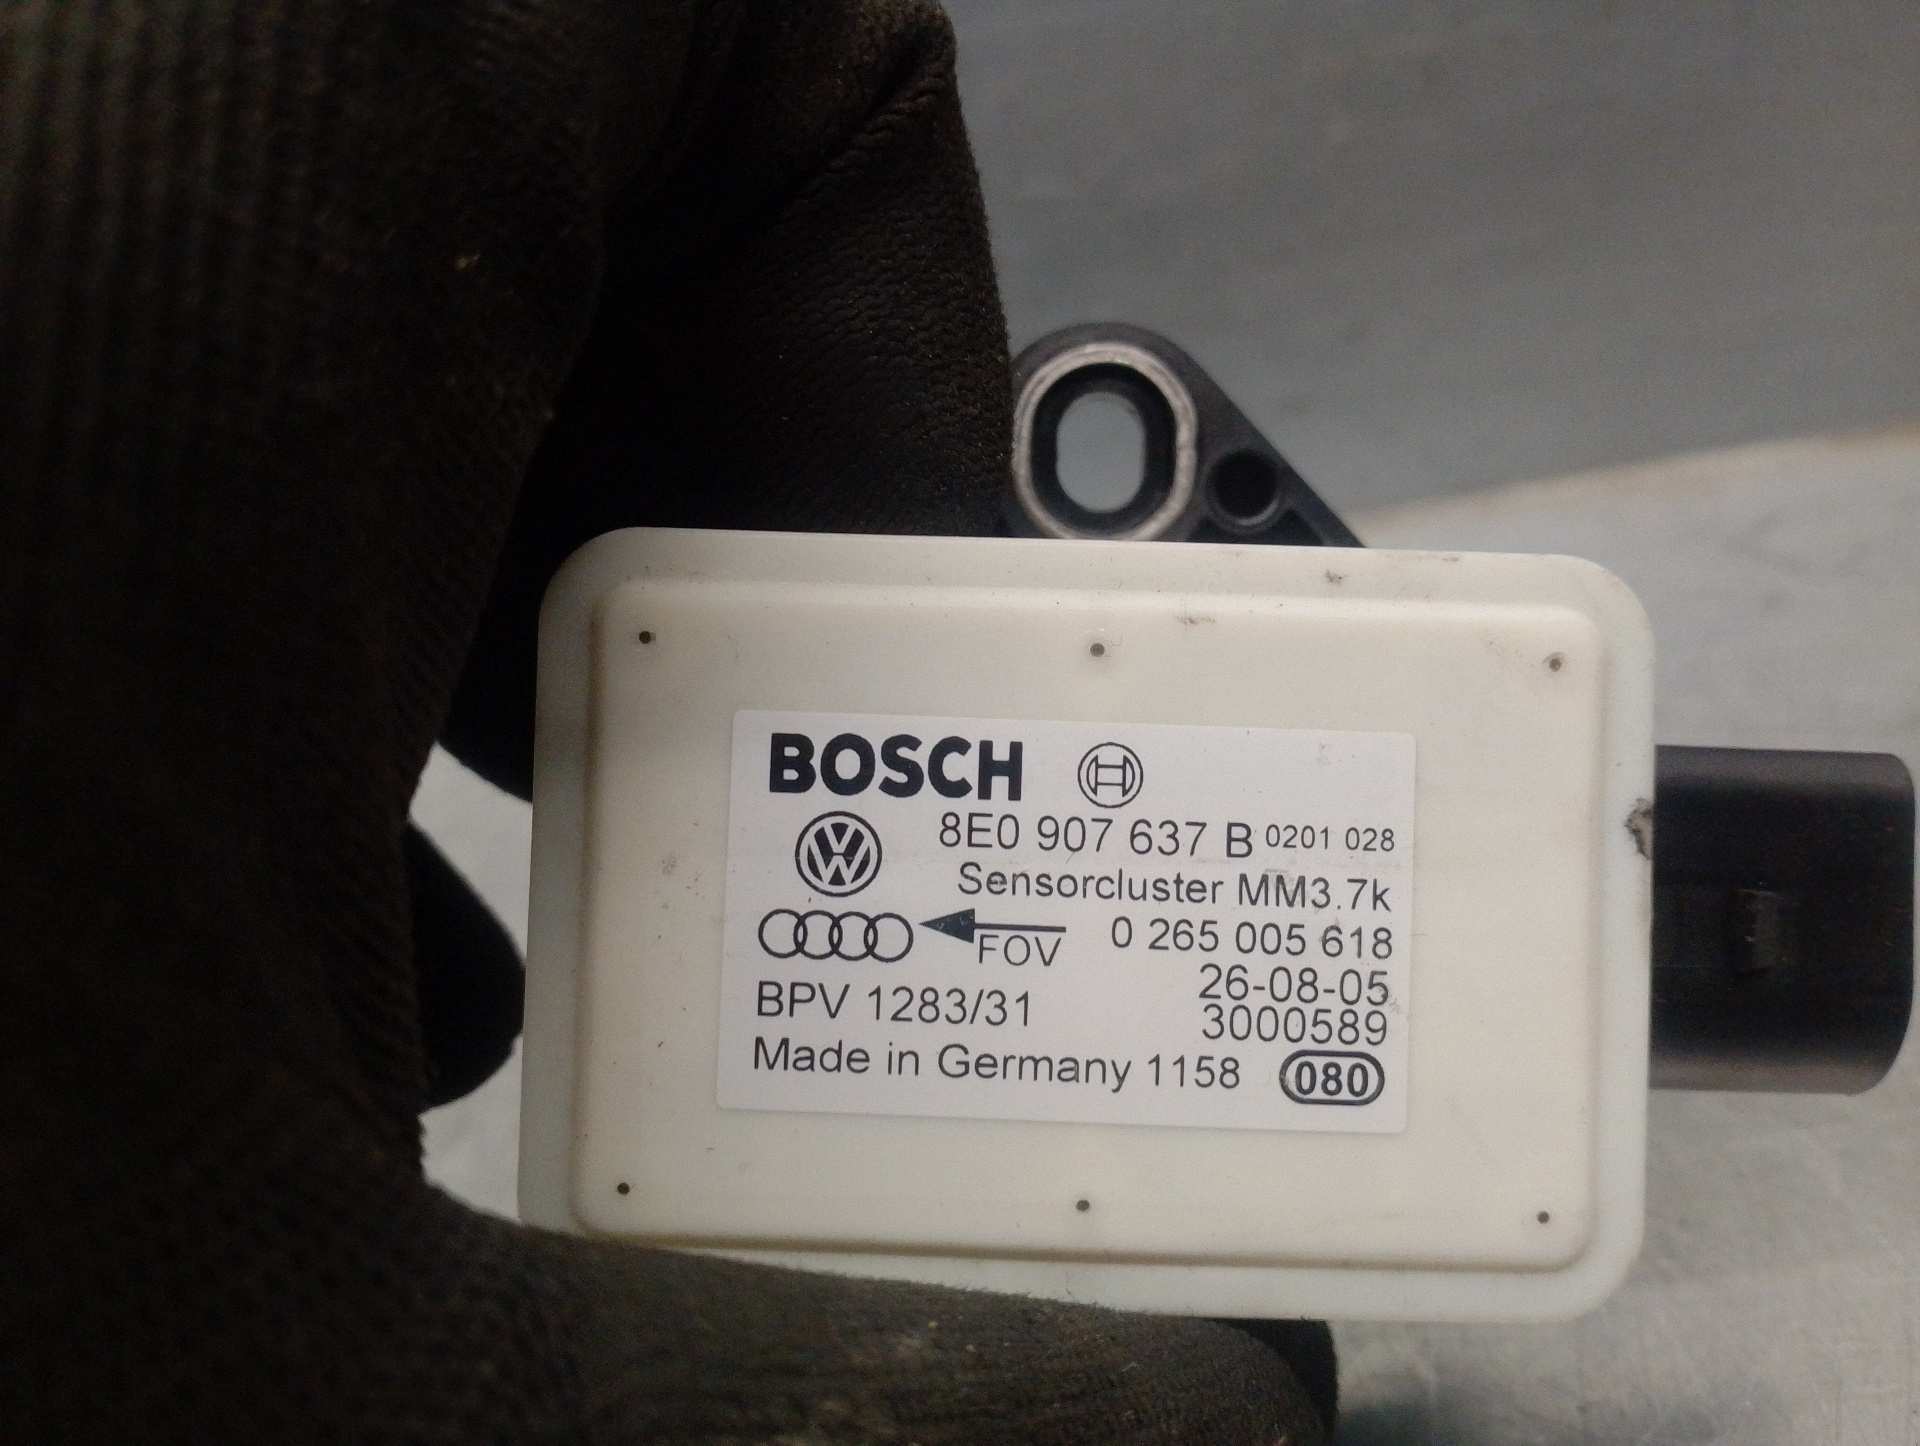 BOSCH
8E0 907 637 B 0201 028
Sensorcluster MM3.7k
FOV 0 265 005 618
26-08-05
BPV 1283/31 3000589
Made in Germany 1158 080